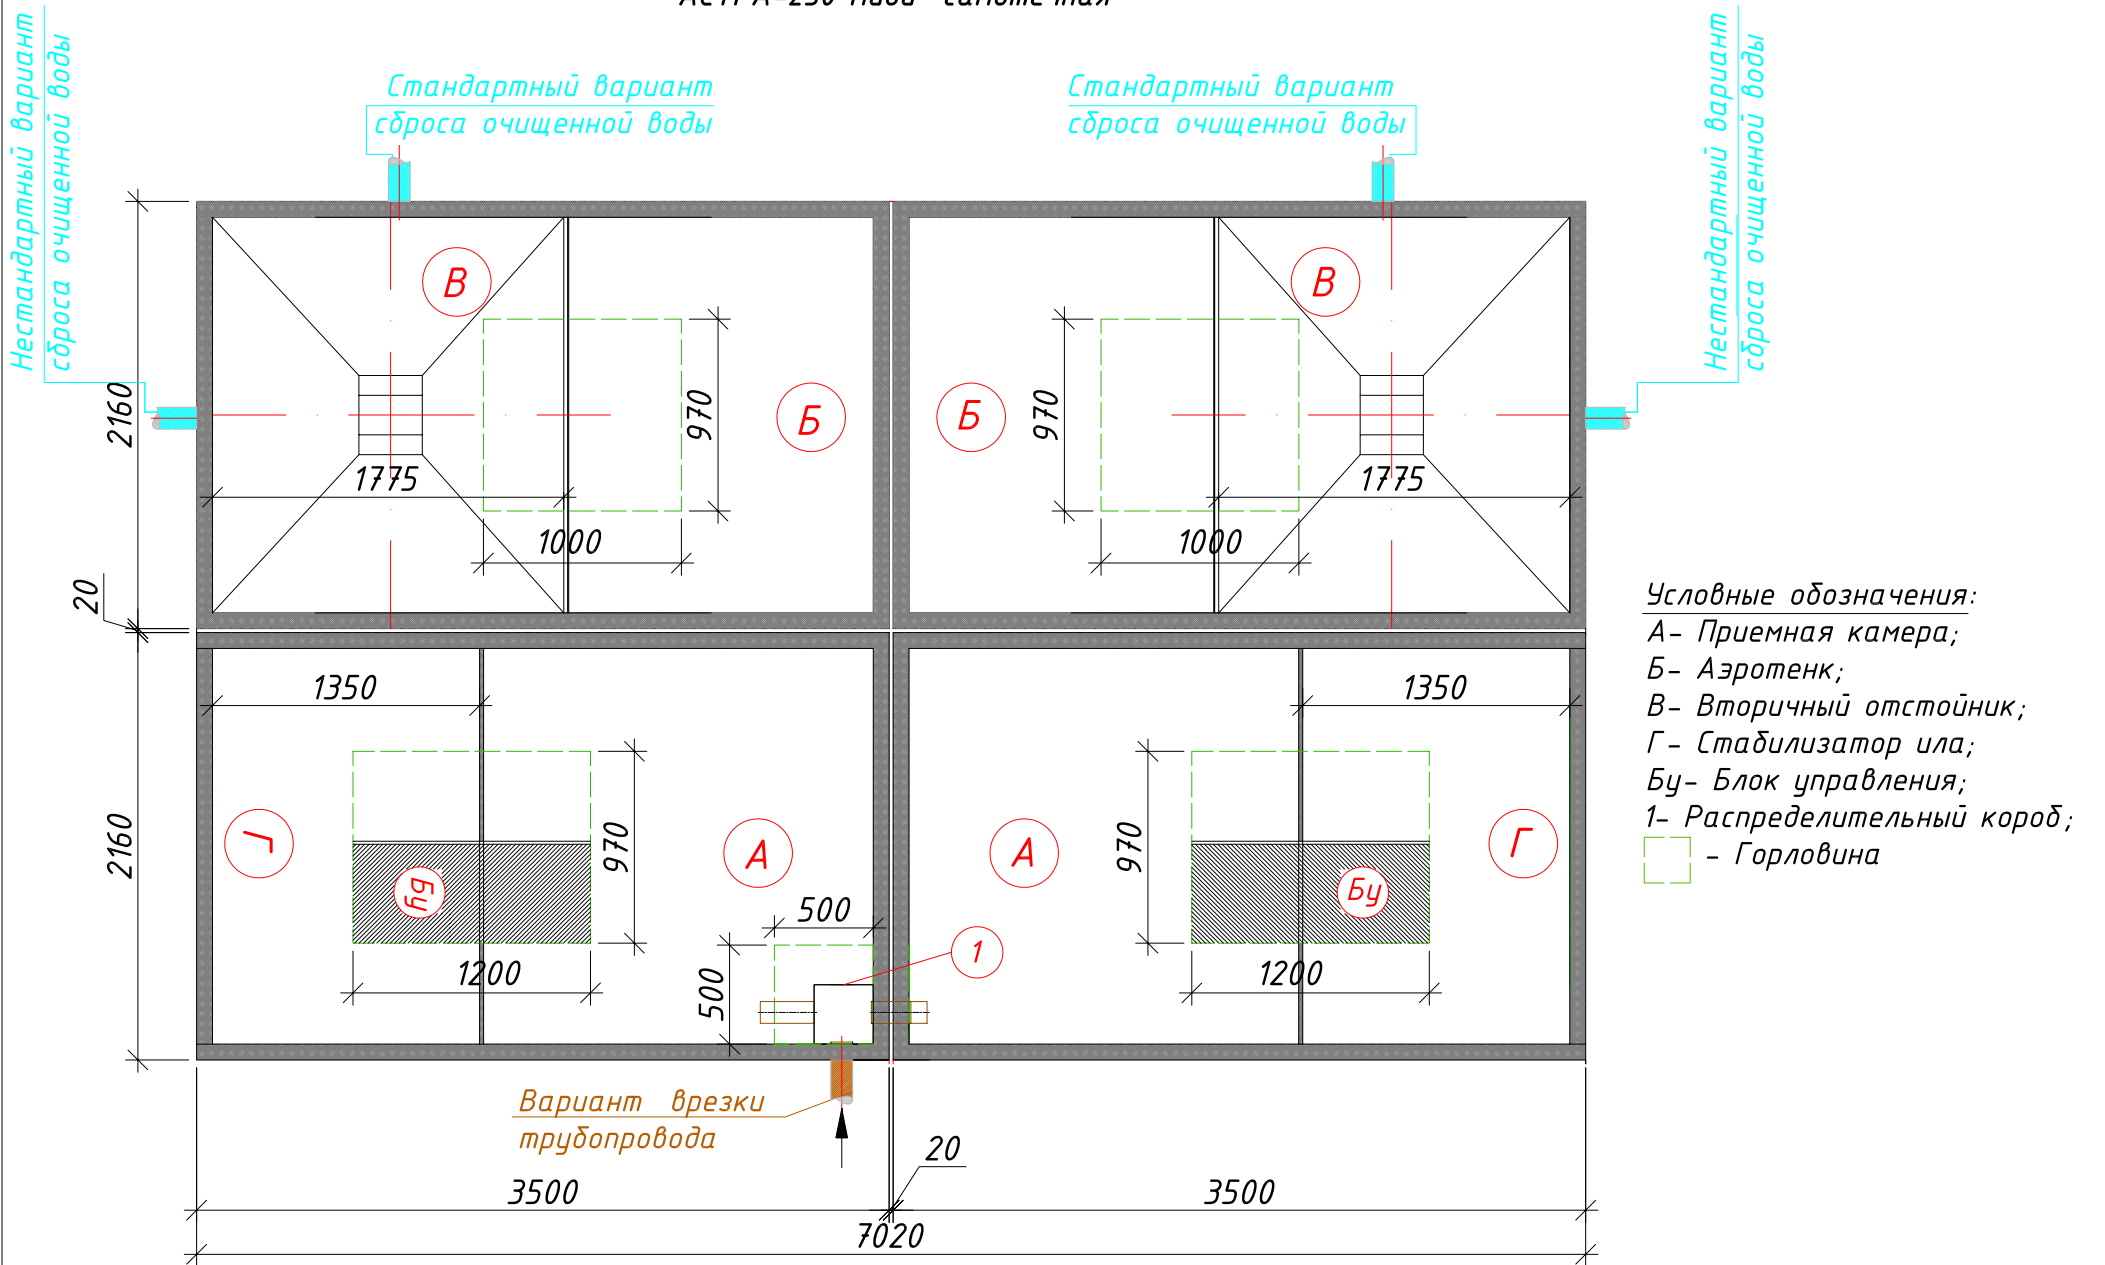 Нестандартный вариант
сброса очищенной воды
Стандартный вариант
сброса очищенной воды
Стандартный вариант
сброса очищенной воды
Нестандартный вариант
сброса очищенной воды
В
В
2160
970
Б
Б
970
1775
1775
1000
1000
20
Условные обозначения:
А- Приемная камера;
Б- Аэротенк;
В- Вторичный отстойник;
Г- Стабилизатор ила;
Бу- Блок управления;
1- Распределительный короб;
- Горловина
1350
1350
2160
Г
970
А
А
970
Г
Бу
Бу
500
1
500
1200
1200
Вариант врезки
трубопровода
20
3500
3500
7020